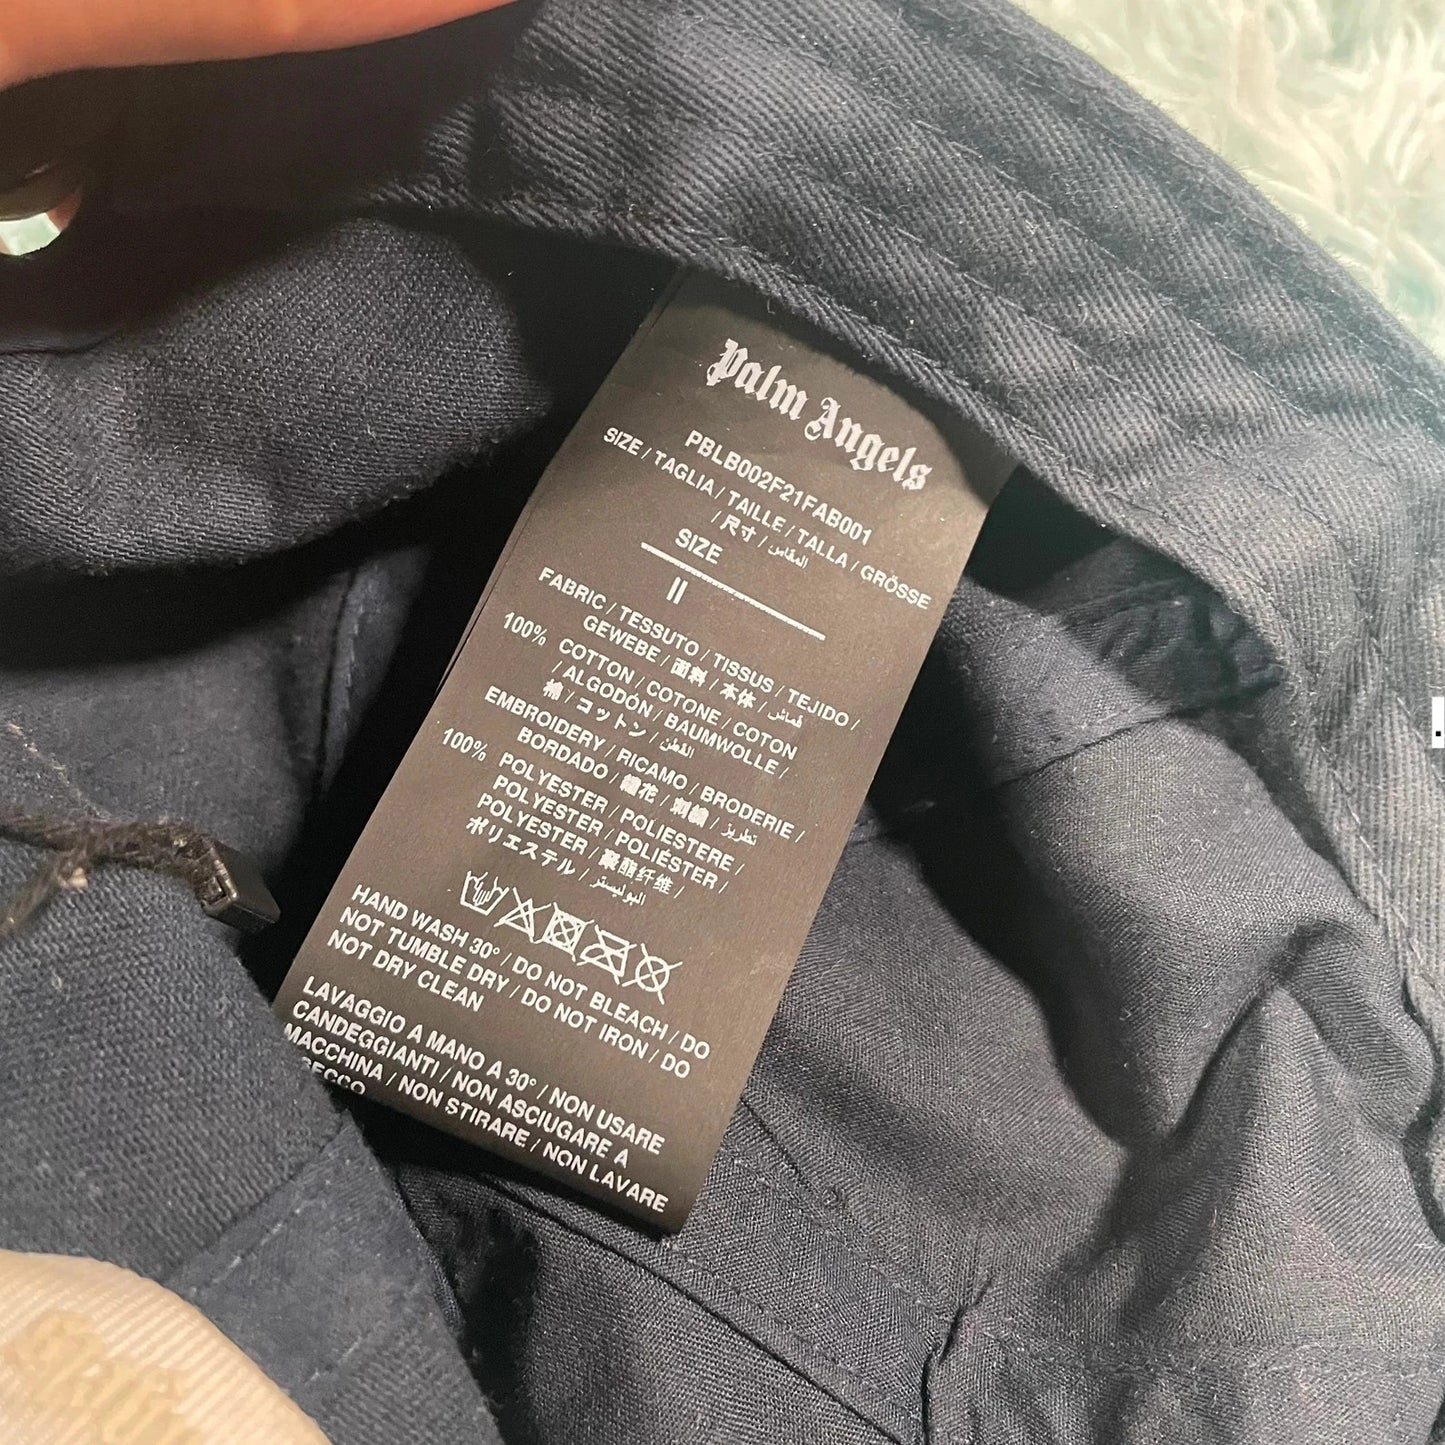 Palm Angels
PBLB002F21FAB001
SIZE / TAGLIA / TAILLE / TALLA / GRÖSSE
/ 尺寸 / المقاس
SIZE
II
FABRIC / TESSUTO / TISSUS / TEJIDO /
GEWEBE / 面料 / 本体 / قماش
100% COTTON / COTONE / COTON
/ ALGODÓN / BAUMWOLLE /
棉 / コットン / القطن
EMBROIDERY / RICAMO / BRODERIE /
BORDADO / 繡花 / 刺繍 / تطريز
100% POLYESTER / POLIESTERE /
POLYESTER / POLIÉSTER /
POLYESTER / 聚酯纤维 /
ポリエステル / البوليستر
HAND WASH 30° / DO NOT BLEACH / DO
NOT TUMBLE DRY / DO NOT IRON / DO
NOT DRY CLEAN
LAVAGGIO A MANO A 30° / NON USARE
CANDEGGIANTI / NON ASCIUGARE A
MACCHINA / NON STIRARE / NON LAVARE
SECCO